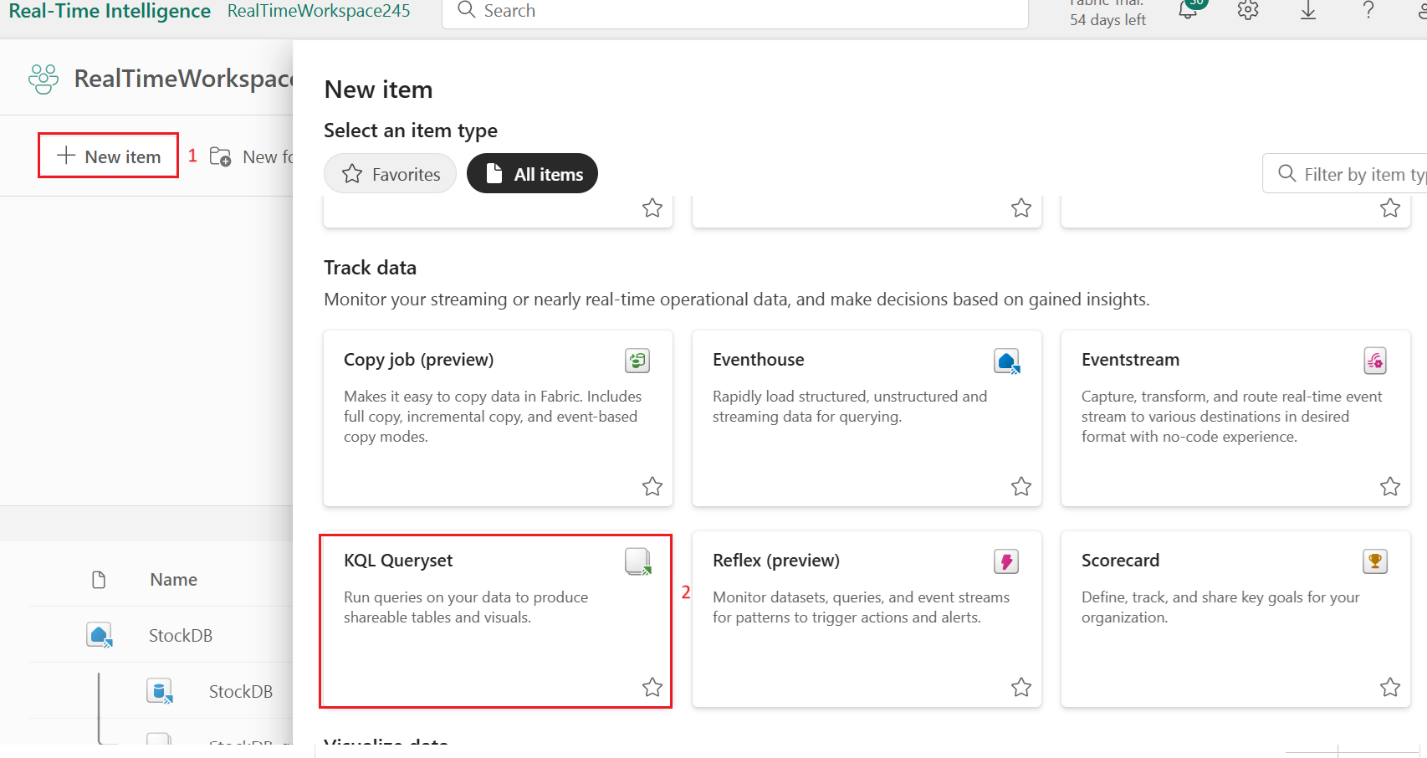 Real-Time Intelligence RealTimeWorkspace245
Search
Fabric Trial:
54 days left
30
?
RealTimeWorkspace
New item
1
New fo
New item
Select an item type
Favorites
All items
Filter by item typ
Track data
Monitor your streaming or nearly real-time operational data, and make decisions based on gained insights.
Copy job (preview)
Makes it easy to copy data in Fabric. Includes
full copy, incremental copy, and event-based
copy modes.
Eventhouse
Rapidly load structured, unstructured and
streaming data for querying.
Eventstream
Capture, transform, and route real-time event
stream to various destinations in desired
format with no-code experience.
KQL Queryset
Run queries on your data to produce
shareable tables and visuals.
2
Reflex (preview)
Monitor datasets, queries, and event streams
for patterns to trigger actions and alerts.
Scorecard
Define, track, and share key goals for your
organization.
Name
StockDB
StockDB
Visualize data